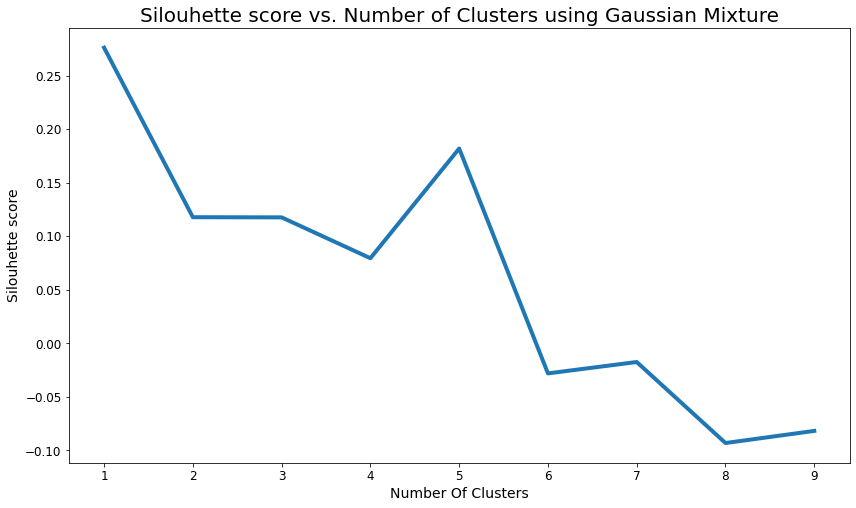 Silouhette score vs. Number of Clusters using Gaussian Mixture
Silouhette score
0.25
0.20
0.15
0.10
0.05
0.00
−0.05
−0.10
1 2 3 4 5 6 7 8 9
Number Of Clusters